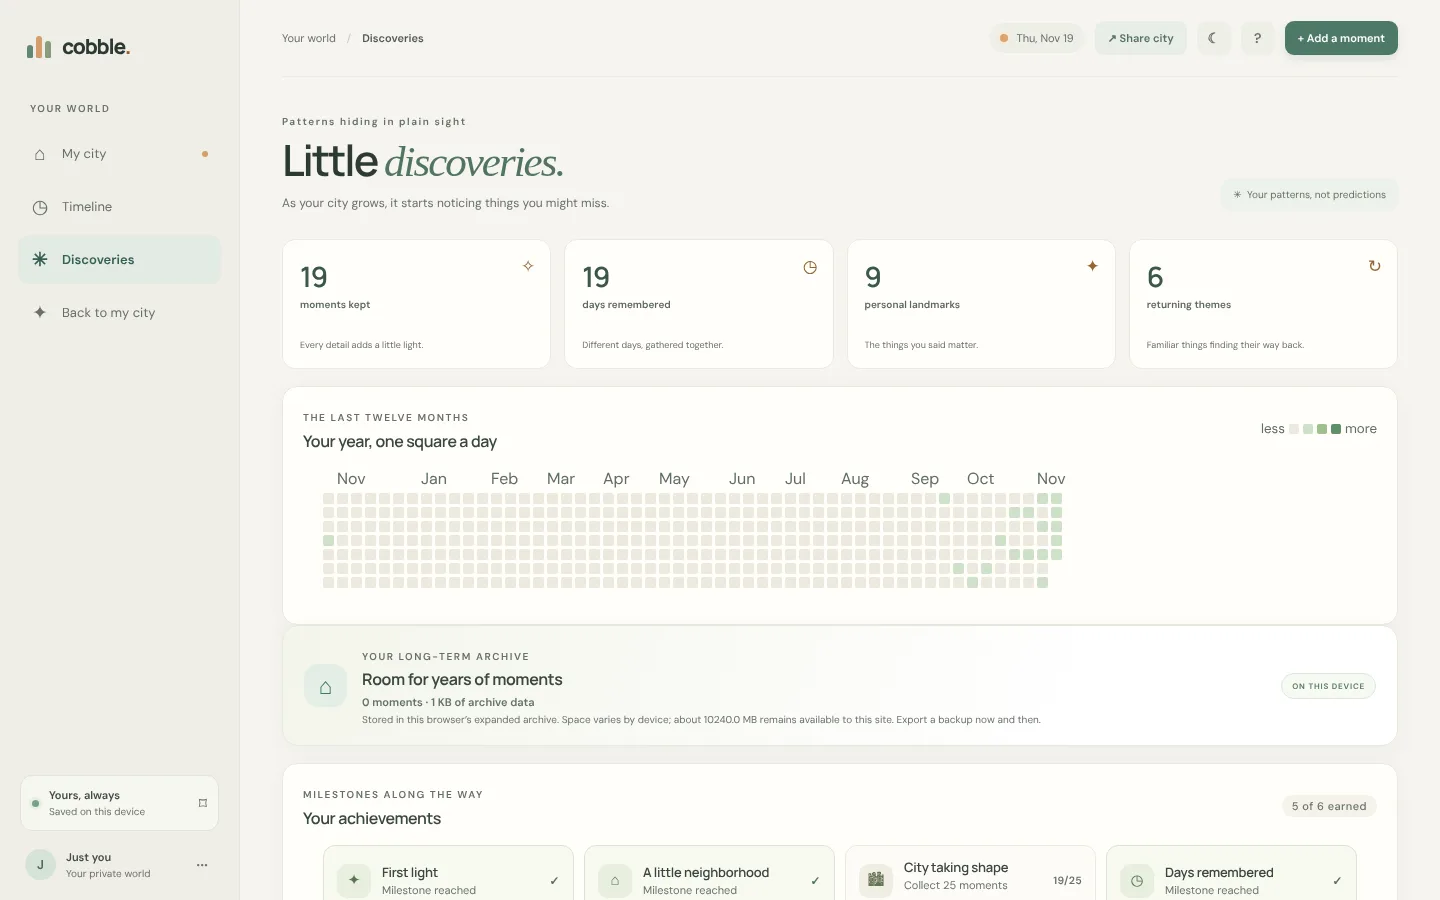 cobble.
YOUR WORLD
My city
Timeline
Discoveries
Back to my city
Yours, always
Saved on this device
J
Just you
Your private world
Your world / Discoveries
Thu, Nov 19
↗ Share city
?
+ Add a moment
Patterns hiding in plain sight
Little discoveries.
As your city grows, it starts noticing things you might miss.
Your patterns, not predictions
19
moments kept
Every detail adds a little light.
19
days remembered
Different days, gathered together.
9
personal landmarks
The things you said matter.
6
returning themes
Familiar things finding their way back.
THE LAST TWELVE MONTHS
Your year, one square a day
less more
Nov Jan Feb Mar Apr May Jun Jul Aug Sep Oct Nov
YOUR LONG-TERM ARCHIVE
Room for years of moments
0 moments · 1 KB of archive data
Stored in this browser's expanded archive. Space varies by device; about 10240.0 MB remains available to this site. Export a backup now and then.
ON THIS DEVICE
MILESTONES ALONG THE WAY
Your achievements
5 of 6 earned
First light
Milestone reached
A little neighborhood
Milestone reached
City taking shape
Collect 25 moments
19/25
Days remembered
Milestone reached